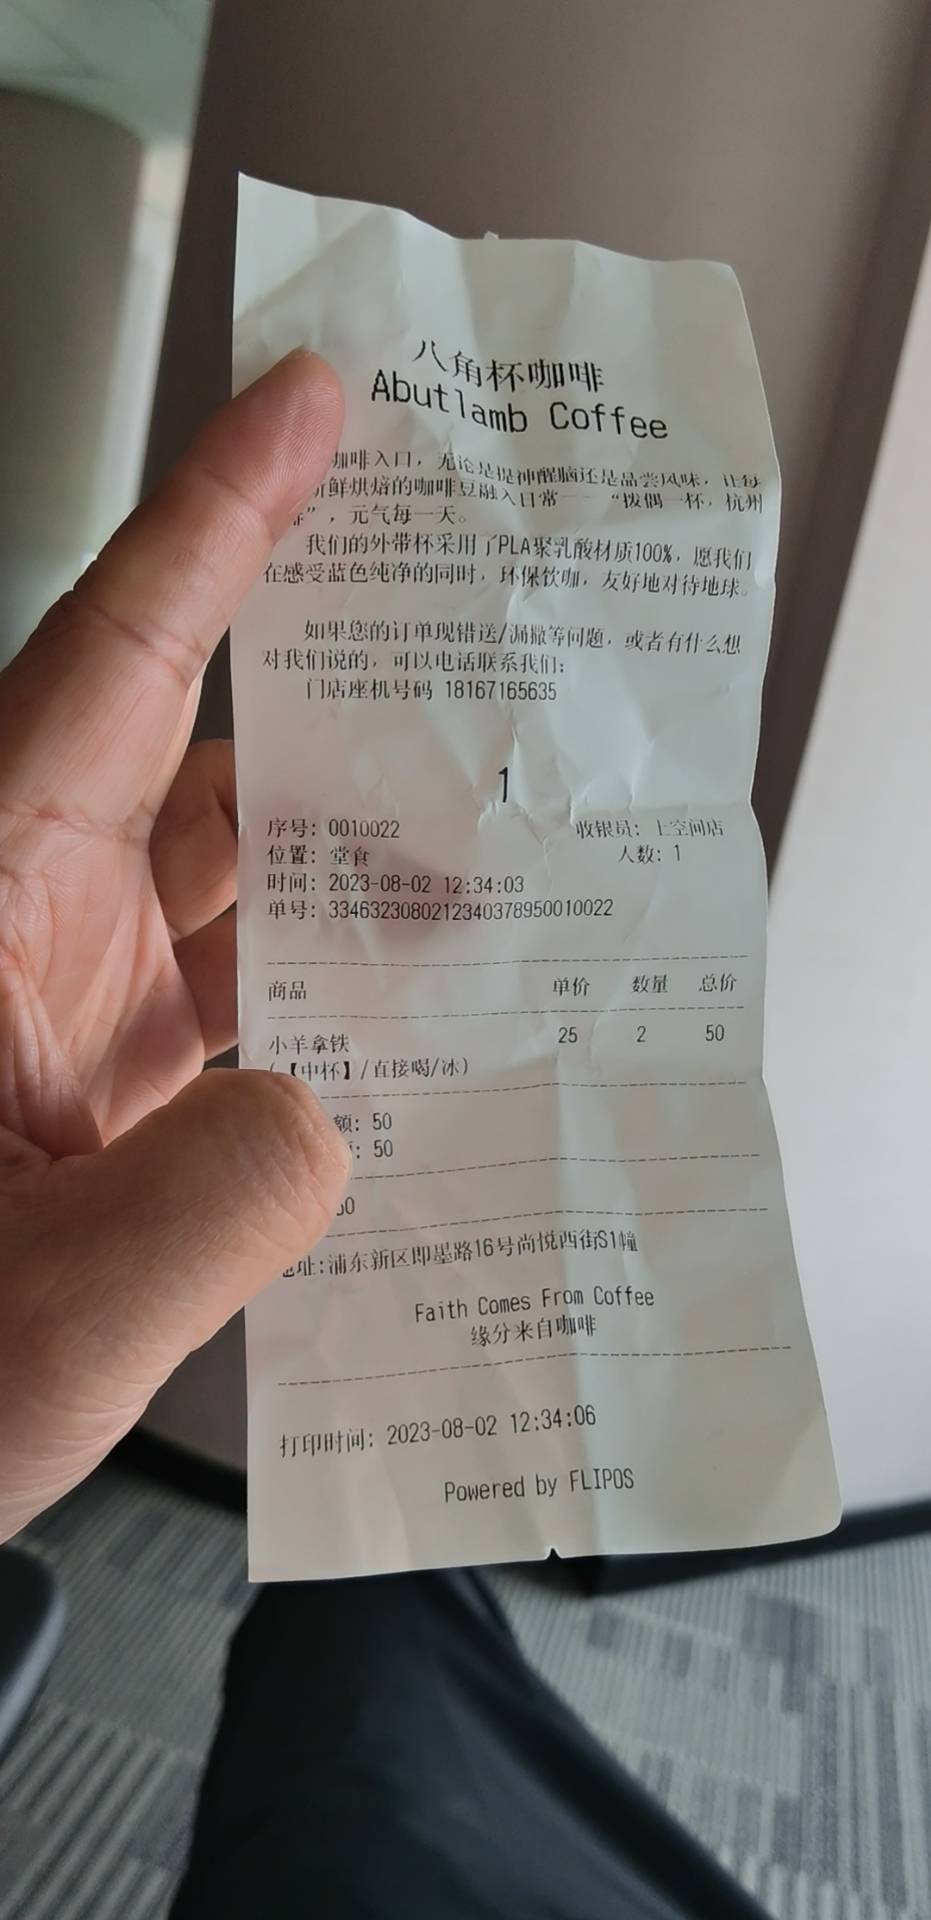 八角杯咖啡
Abutlamb Coffee
咖啡入口，无论是提神醒脑还是品尝风味，让每
新鲜烘焙的咖啡豆融入日常——“拨偶一杯，杭州
啡”，元气每一天。
我们的外带杯采用了PLA聚乳酸材质100%，愿我们
在感受蓝色纯净的同时，环保饮咖，友好地对待地球。
如果您的订单现错送/漏撒等问题，或者有什么想
对我们说的，可以电话联系我们：
门店座机号码 18167165635
1
序号: 0010022 收银员: 上空间店
位置: 堂食 人数: 1
时间: 2023-08-02 12:34:03
单号: 33463230802123403789500​10022
商品 单价 数量 总价
小羊拿铁 25 2 50
(【中杯】/直接喝/冰)
额: 50
: 50
50
地址:浦东新区即墨路16号尚悦西街S1幢
Faith Comes From Coffee
缘分来自咖啡
打印时间: 2023-08-02 12:34:06
Powered by FLIPOS